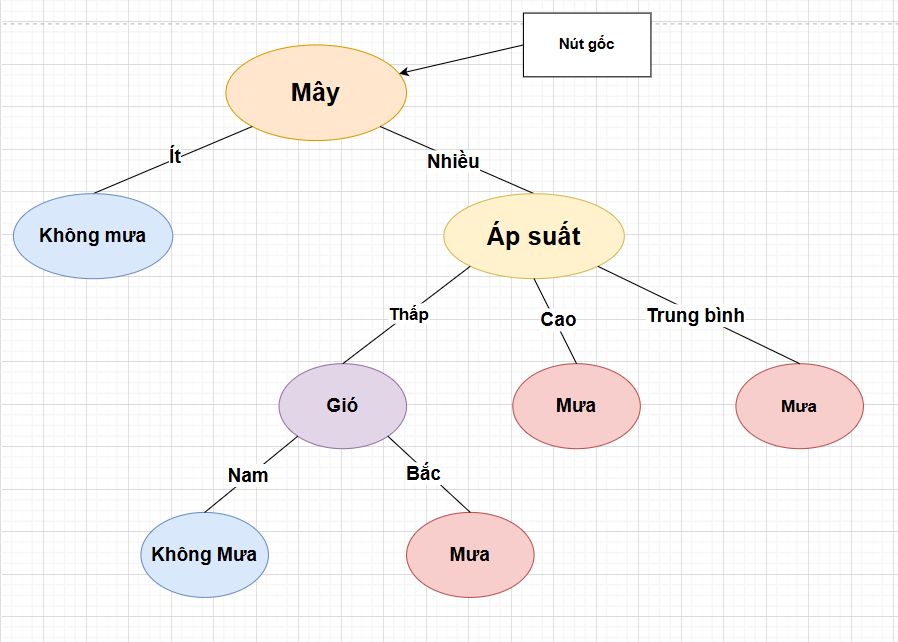 Nút gốc
Mây
Ít
Nhiều
Không mưa
Áp suất
Thấp
Cao
Trung bình
Gió
Mưa
Mưa
Nam
Bắc
Không Mưa
Mưa